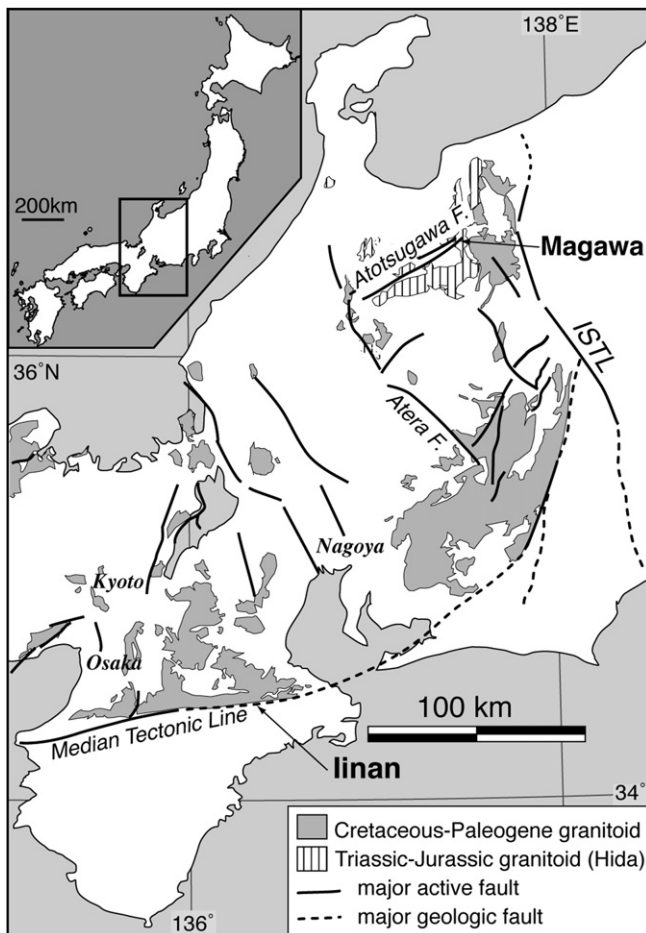 138˚E
200km
Atotsugawa F.
Magawa
36˚N
ISTL
Atera F.
Nagoya
Kyoto
Osaka
100 km
Median Tectonic Line
Iinan
34˚
Cretaceous-Paleogene granitoid
Triassic-Jurassic granitoid (Hida)
major active fault
136˚
major geologic fault